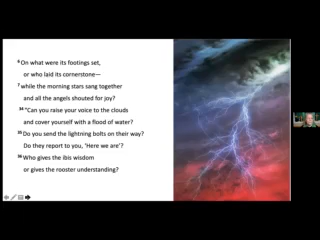 6 On what were its footings set,
or who laid its cornerstone—
7 while the morning stars sang together
and all the angels shouted for joy?
34 "Can you raise your voice to the clouds
and cover yourself with a flood of water?
35 Do you send the lightning bolts on their way?
Do they report to you, 'Here we are'?
36 Who gives the ibis wisdom
or gives the rooster understanding?